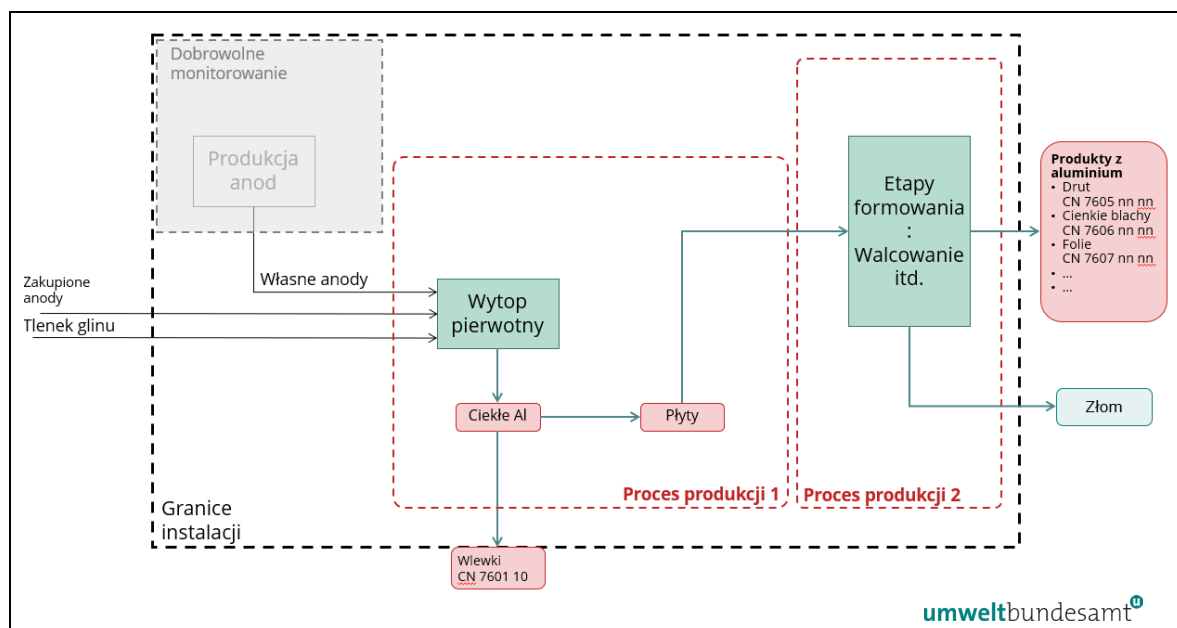 Dobrowolne
monitorowanie
Produkcja
anod
Własne anody
Zakupione
anody
Tlenek glinu
Wytop
pierwotny
Ciekłe Al
Płyty
Etapy
formowania
:
Walcowanie
itd.
Produkty z
aluminium
• Drut
CN 7605 nn nn
• Cienkie blachy
CN 7606 nn nn
• Folie
CN 7607 nn nn
• ...
• ...
Złom
Proces produkcji 1
Proces produkcji 2
Granice
instalacji
Wlewki
CN 7601 10
umweltbundesamt
u